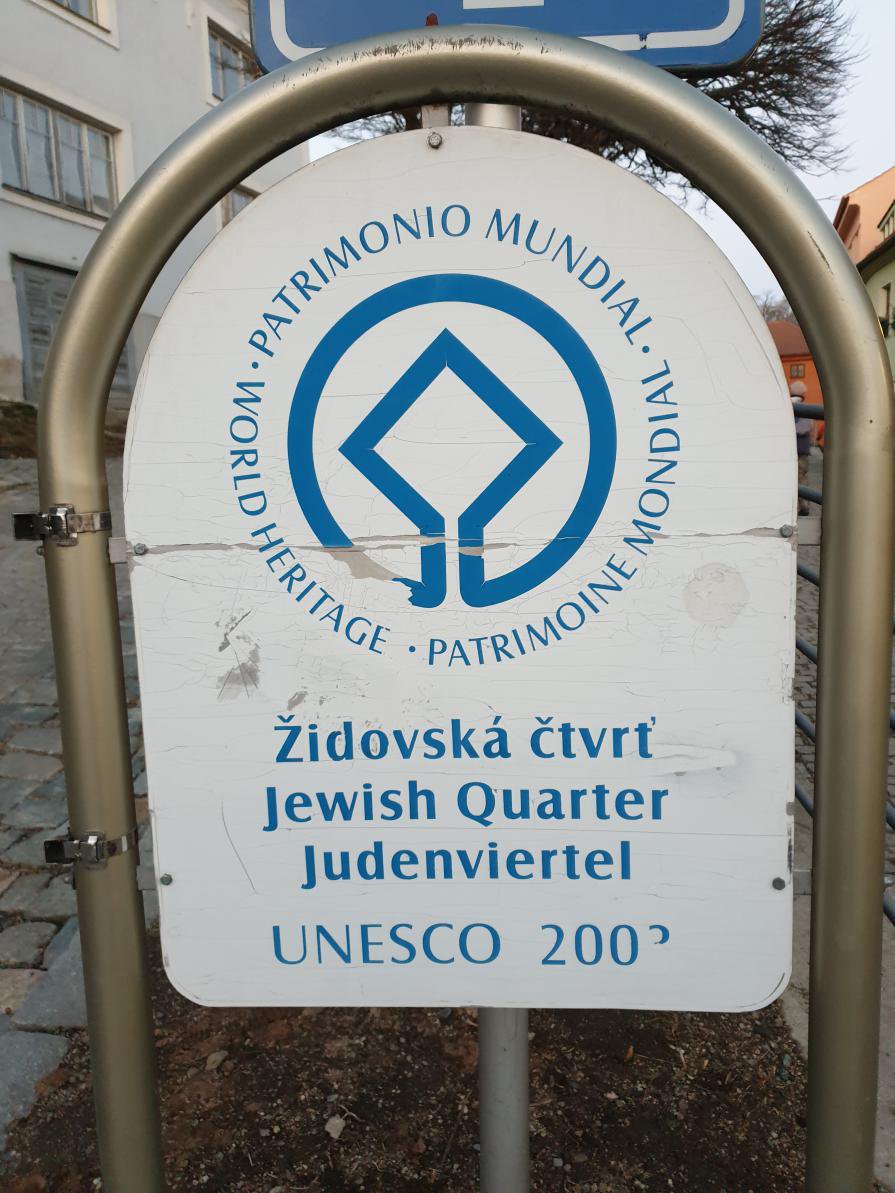 · PATRIMONIO MUNDIAL ·
WORLD HERITAGE
· PATRIMOINE MONDIAL
Židovská čtvrť
Jewish Quarter
Judenviertel
UNESCO